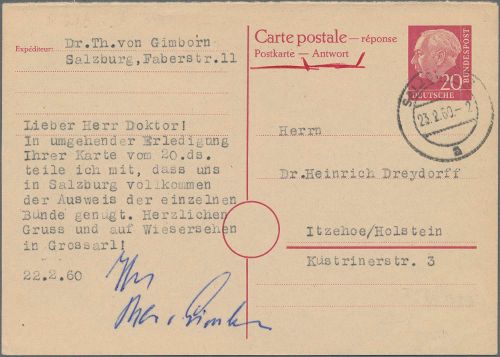 Expéditeur:
Dr.Th.von Gimborn
Salzburg,Faberstr.11
Lieber Herr Doktor!
In umgehender Erledigung
Ihrer Karte vom 20.ds.
teile ich mit, dass uns
in Salzburg vollkommen
der Ausweis der einzelnen
Bünde genügt. Herzlichen
Gruss und auf Wiesersehen
in Grossarl!
22.2.60
Ihr
Carte postale — réponse
Postkarte — Antwort
20
DEUTSCHE
BUNDESPOST
23.2.60
a
Herrn
Dr.Heinrich Dreydorff
Itzehoe/Holstein
Küstrinerstr. 3